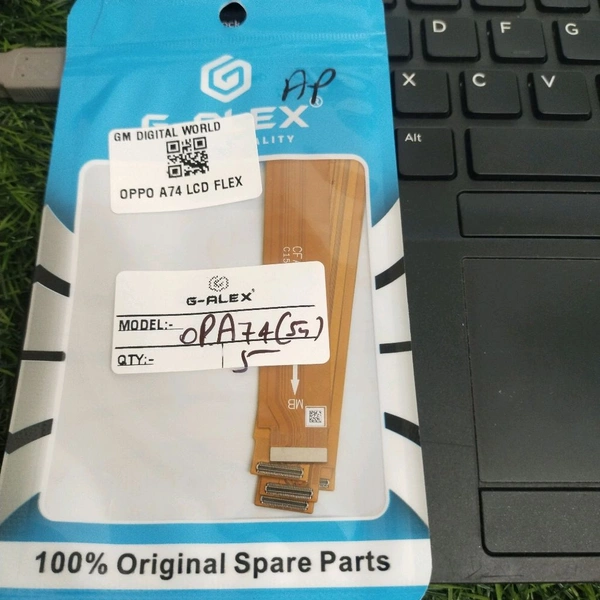 AP
G-ALEX
GM DIGITAL WORLD
OPPO A74 LCD FLEX
G-ALEX
MODEL:- OPA74(5G)
QTY:- 5
MB
100% Original Spare Parts
D
F
G
X
C
V
Alt